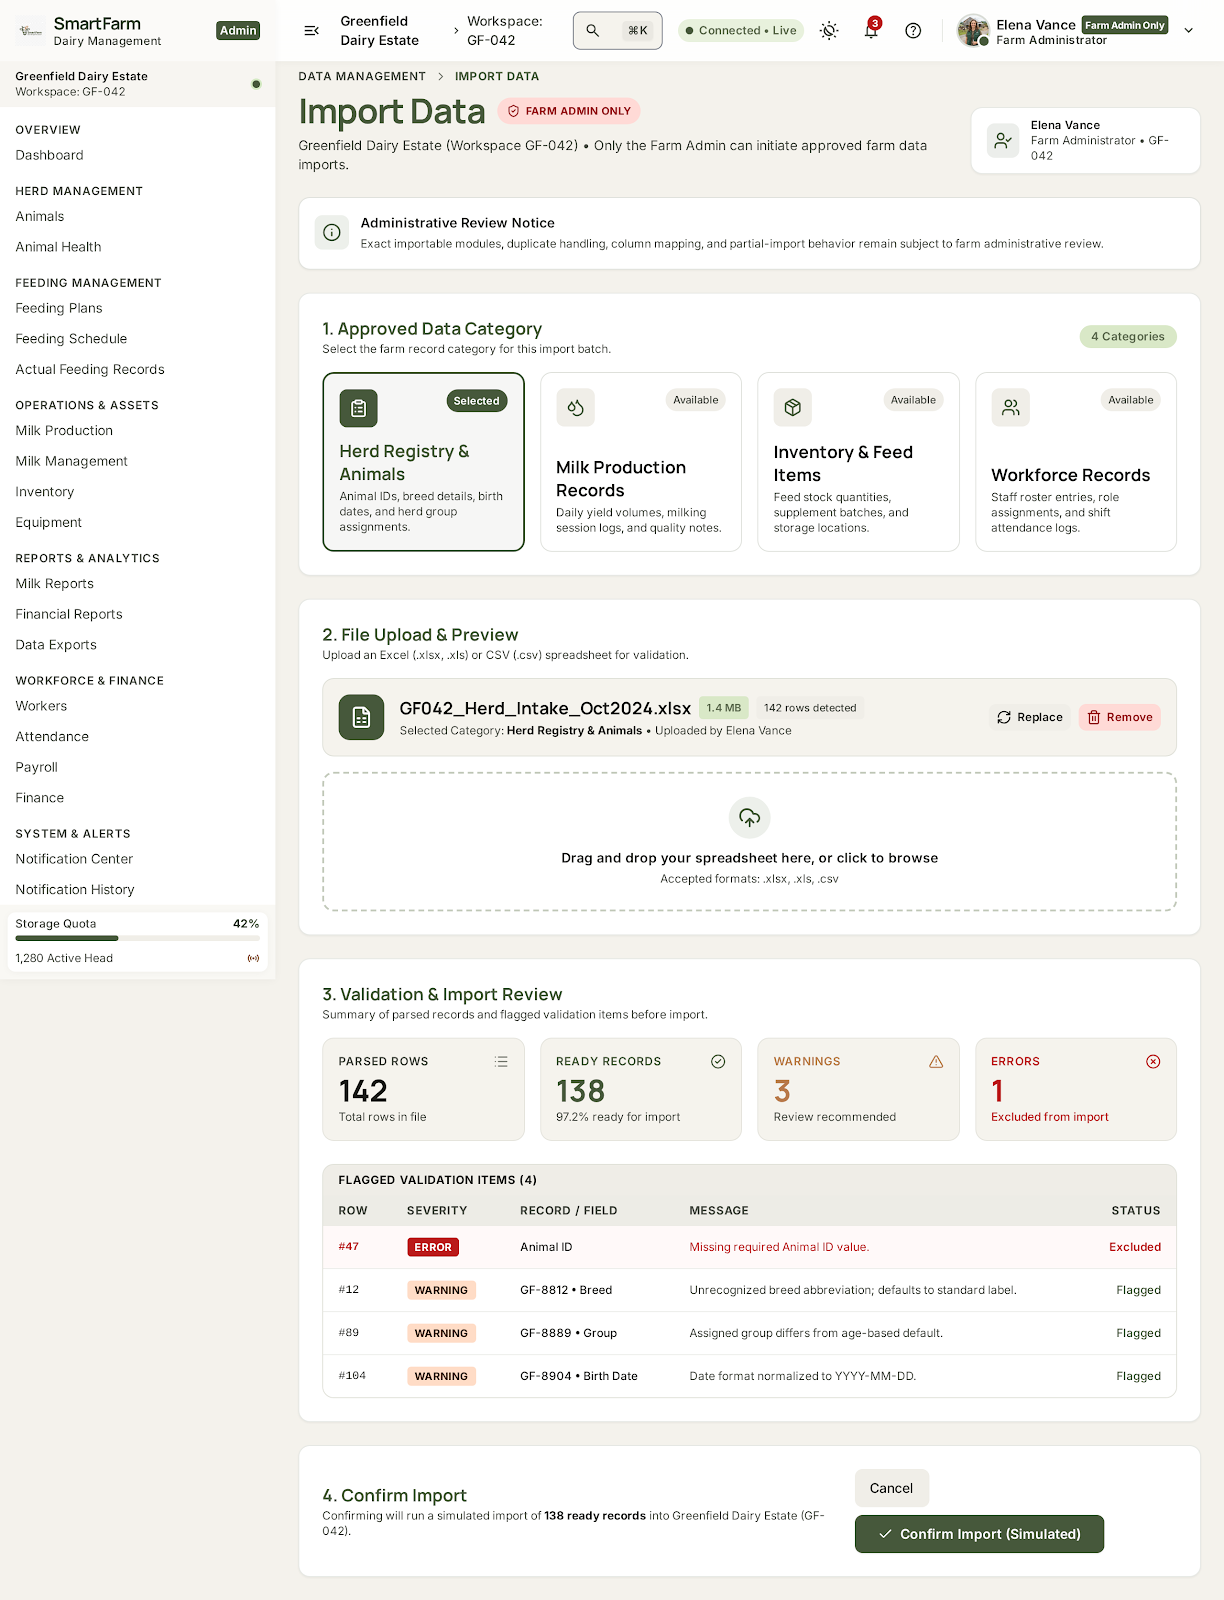 SmartFarm
Dairy Management
Admin
Greenfield Dairy Estate
Workspace: GF-042
OVERVIEW
Dashboard
HERD MANAGEMENT
Animals
Animal Health
FEEDING MANAGEMENT
Feeding Plans
Feeding Schedule
Actual Feeding Records
OPERATIONS & ASSETS
Milk Production
Milk Management
Inventory
Equipment
REPORTS & ANALYTICS
Milk Reports
Financial Reports
Data Exports
WORKFORCE & FINANCE
Workers
Attendance
Payroll
Finance
SYSTEM & ALERTS
Notification Center
Notification History
Storage Quota 42%
1,280 Active Head
Greenfield
Dairy Estate
Workspace:
GF-042
⌘K
Connected • Live
3
Elena Vance
Farm Admin Only
Farm Administrator
DATA MANAGEMENT > IMPORT DATA
Import Data
FARM ADMIN ONLY
Greenfield Dairy Estate (Workspace GF-042) • Only the Farm Admin can initiate approved farm data
imports.
Elena Vance
Farm Administrator • GF-
042
Administrative Review Notice
Exact importable modules, duplicate handling, column mapping, and partial-import behavior remain subject to farm administrative review.
1. Approved Data Category
Select the farm record category for this import batch.
4 Categories
Selected
Herd Registry &
Animals
Animal IDs, breed details, birth
dates, and herd group
assignments.
Available
Milk Production
Records
Daily yield volumes, milking
session logs, and quality notes.
Available
Inventory & Feed
Items
Feed stock quantities,
supplement batches, and
storage locations.
Available
Workforce Records
Staff roster entries, role
assignments, and shift
attendance logs.
2. File Upload & Preview
Upload an Excel (.xlsx, .xls) or CSV (.csv) spreadsheet for validation.
GF042_Herd_Intake_Oct2024.xlsx
1.4 MB
142 rows detected
Selected Category: Herd Registry & Animals • Uploaded by Elena Vance
Replace
Remove
Drag and drop your spreadsheet here, or click to browse
Accepted formats: .xlsx, .xls, .csv
3. Validation & Import Review
Summary of parsed records and flagged validation items before import.
PARSED ROWS
142
Total rows in file
READY RECORDS
138
97.2% ready for import
WARNINGS
3
Review recommended
ERRORS
1
Excluded from import
FLAGGED VALIDATION ITEMS (4)
ROW SEVERITY RECORD / FIELD MESSAGE STATUS
#47 ERROR Animal ID Missing required Animal ID value. Excluded
#12 WARNING GF-8812 • Breed Unrecognized breed abbreviation; defaults to standard label. Flagged
#89 WARNING GF-8889 • Group Assigned group differs from age-based default. Flagged
#104 WARNING GF-8904 • Birth Date Date format normalized to YYYY-MM-DD. Flagged
4. Confirm Import
Confirming will run a simulated import of 138 ready records into Greenfield Dairy Estate (GF-
042).
Cancel
Confirm Import (Simulated)